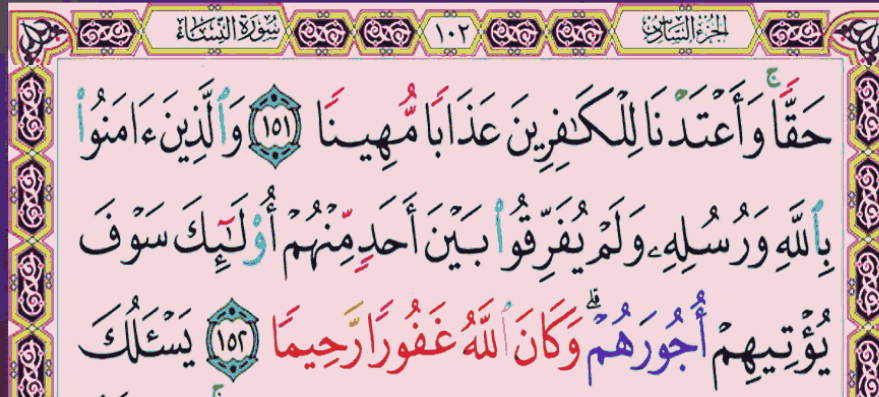 الجزء السادس ١٠٢ سورة النساء
حَقًّاۚ وَأَعْتَدْنَا لِلْكَٰفِرِينَ عَذَابًا مُّهِينًا ١٥١ وَٱلَّذِينَ ءَامَنُوا۟
بِٱللَّهِ وَرُسُلِهِۦ وَلَمْ يُفَرِّقُوا۟ بَيْنَ أَحَدٍ مِّنْهُمْ أُو۟لَٰٓئِكَ سَوْفَ
يُؤْتِيهِمْ أُجُورَهُمْۗ وَكَانَ ٱللَّهُ غَفُورًا رَّحِيمًا ١٥٢ يَسْـَٔلُكَ